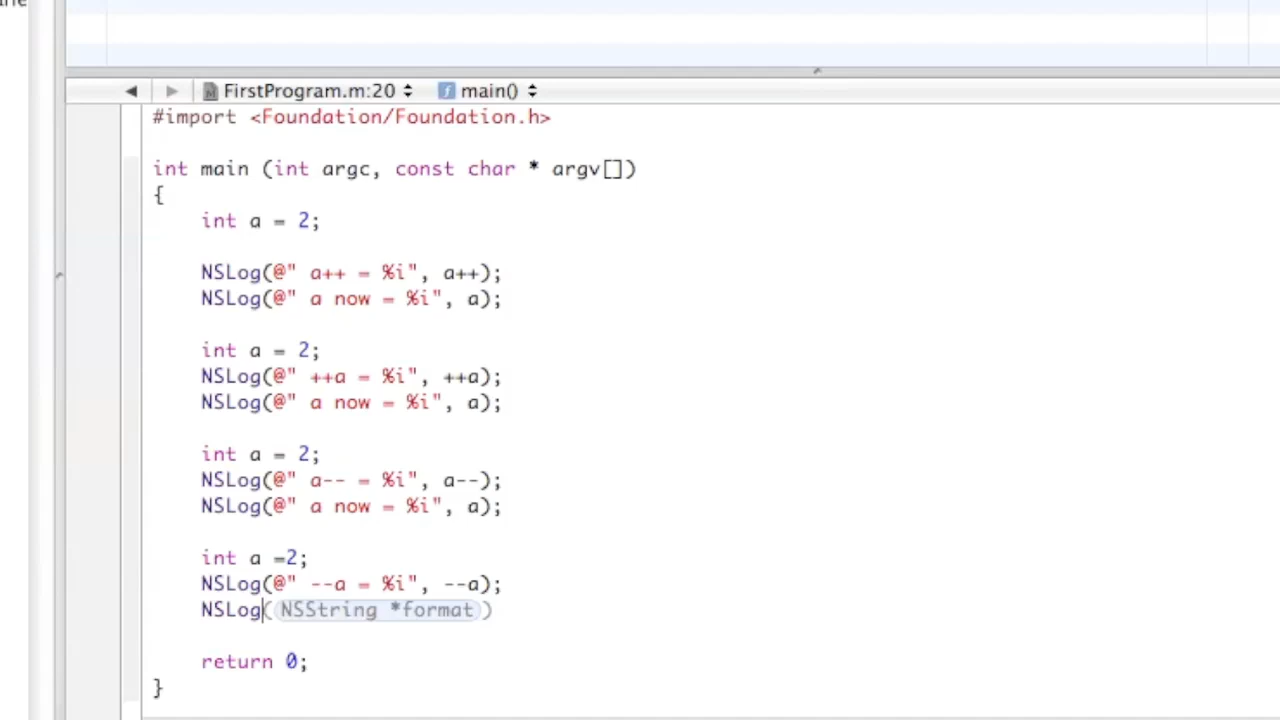 FirstProgram.m:20 main()
#import <Foundation/Foundation.h>
int main (int argc, const char * argv[])
{
int a = 2;
NSLog(@" a++ = %i", a++);
NSLog(@" a now = %i", a);
int a = 2;
NSLog(@" ++a = %i", ++a);
NSLog(@" a now = %i", a);
int a = 2;
NSLog(@" a-- = %i", a--);
NSLog(@" a now = %i", a);
int a =2;
NSLog(@" --a = %i", --a);
NSLog(NSString *format)
return 0;
}